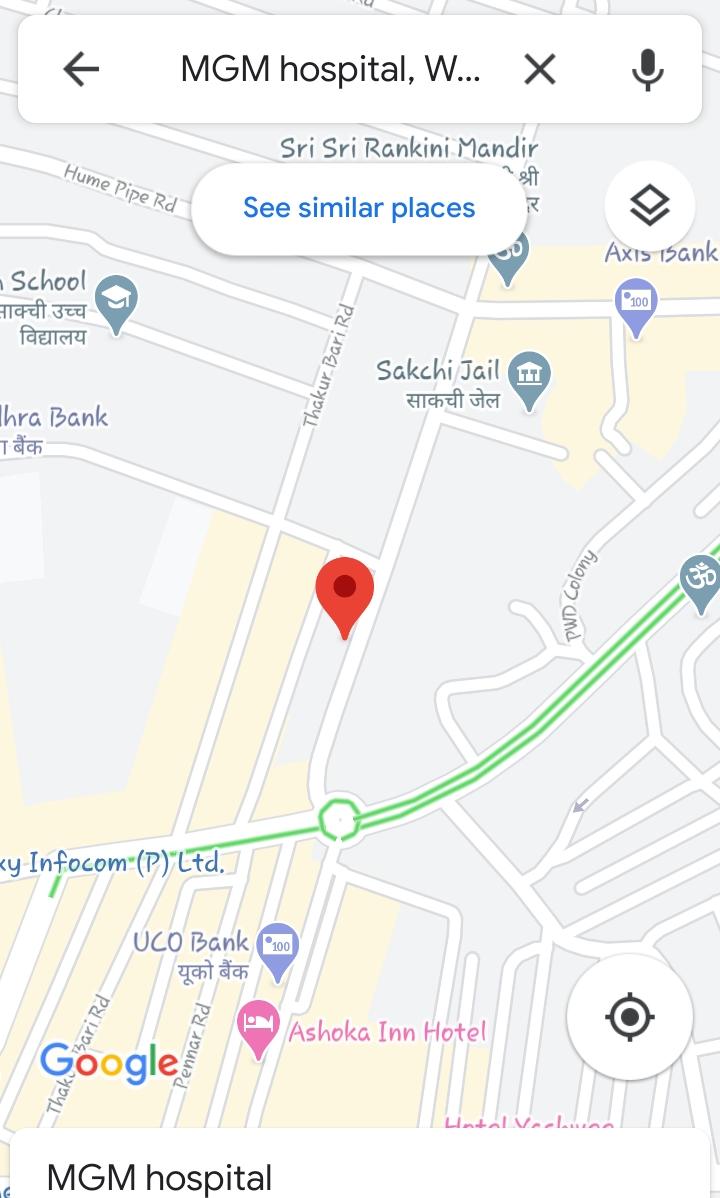 MGM hospital, W...
Sri Sri Rankini Mandir
See similar places
Hume Pipe Rd
Axis Bank
School
साक्ची उच्च
विद्यालय
Thakur Bari Rd
Sakchi Jail
साकची जेल
Bank
बैंक
PWD Colony
Infocom (P) Ltd.
UCO Bank
यूको बैंक
Ashoka Inn Hotel
Bari Rd
Pennar Rd
Google
MGM hospital